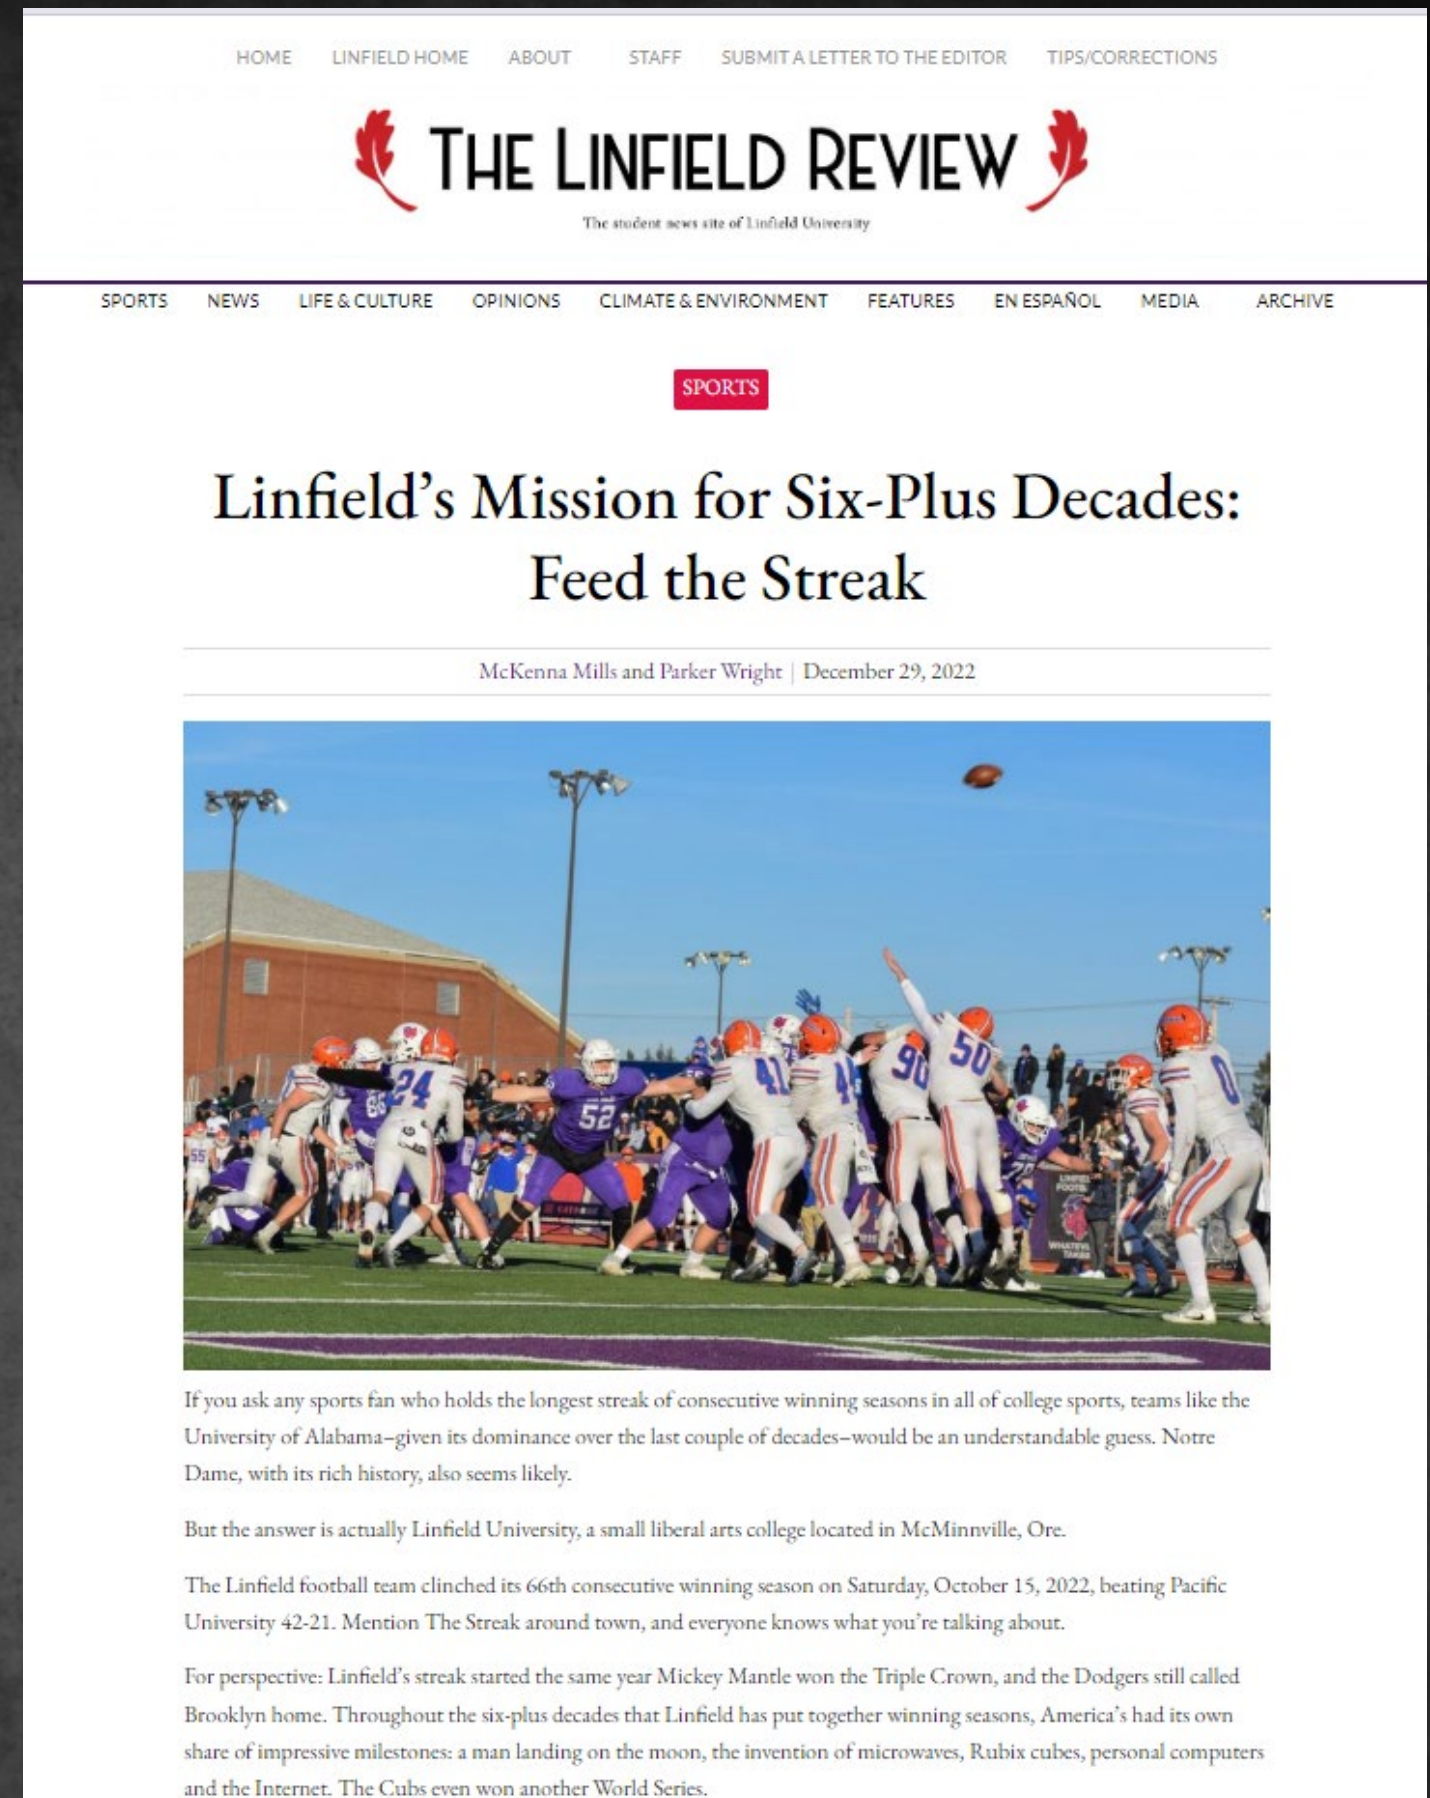 HOME LINFIELD HOME ABOUT STAFF SUBMIT A LETTER TO THE EDITOR TIPS/CORRECTIONS
THE LINFIELD REVIEW
The student news site of Linfield University
SPORTS NEWS LIFE & CULTURE OPINIONS CLIMATE & ENVIRONMENT FEATURES EN ESPAÑOL MEDIA ARCHIVE
SPORTS
Linfield’s Mission for Six-Plus Decades:
Feed the Streak
McKenna Mills and Parker Wright | December 29, 2022
24
52
41
90
50
0
55
If you ask any sports fan who holds the longest streak of consecutive winning seasons in all of college sports, teams like the
University of Alabama–given its dominance over the last couple of decades–would be an understandable guess. Notre
Dame, with its rich history, also seems likely.
But the answer is actually Linfield University, a small liberal arts college located in McMinnville, Ore.
The Linfield football team clinched its 66th consecutive winning season on Saturday, October 15, 2022, beating Pacific
University 42-21. Mention The Streak around town, and everyone knows what you’re talking about.
For perspective: Linfield’s streak started the same year Mickey Mantle won the Triple Crown, and the Dodgers still called
Brooklyn home. Throughout the six-plus decades that Linfield has put together winning seasons, America’s had its own
share of impressive milestones: a man landing on the moon, the invention of microwaves, Rubix cubes, personal computers
and the Internet. The Cubs even won another World Series.